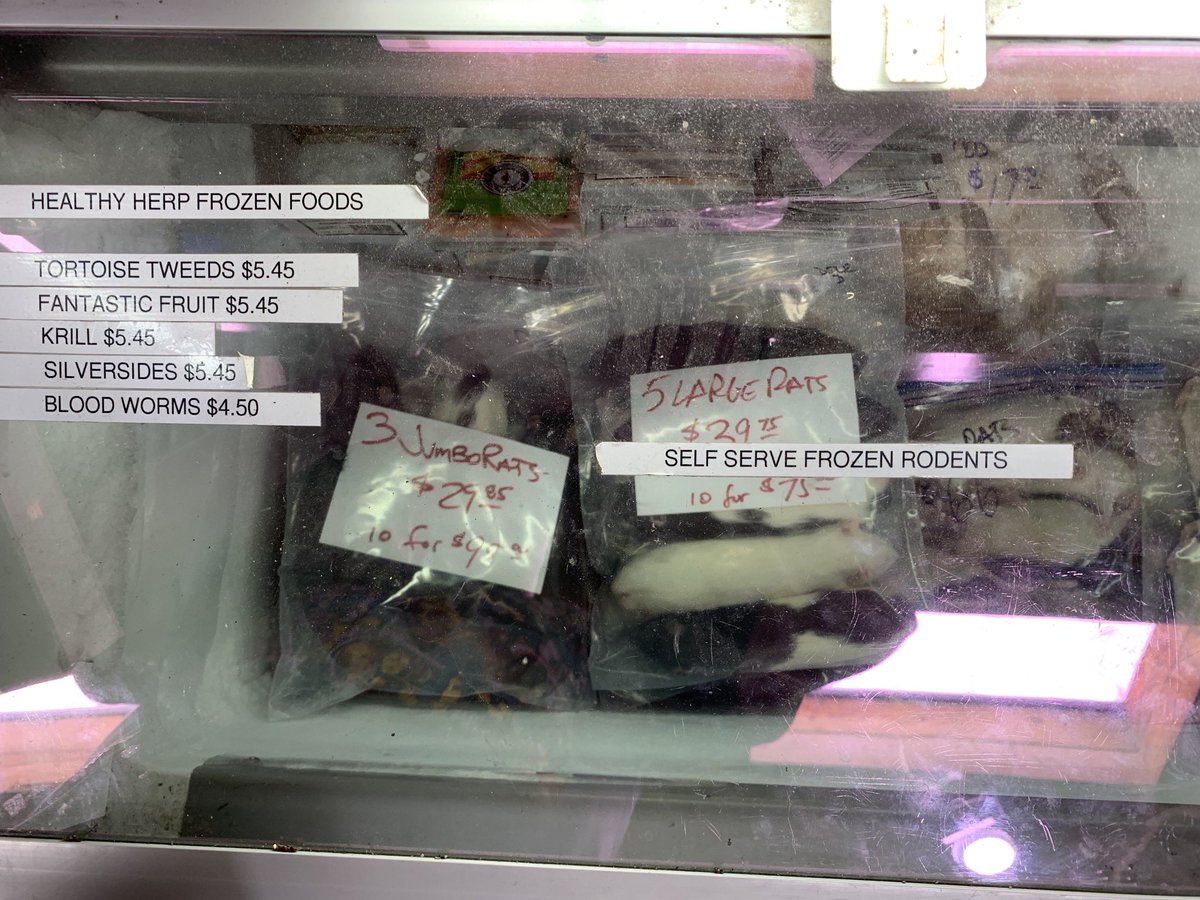 HEALTHY HERP FROZEN FOODS
TORTOISE TWEEDS $5.45
FANTASTIC FRUIT $5.45
KRILL $5.45
SILVERSIDES $5.45
BLOOD WORMS $4.50
3 JUMBO RATS
$29.85
10 for
5 LARGE RATS
$29.75
SELF SERVE FROZEN RODENTS
10 for $75
RATS